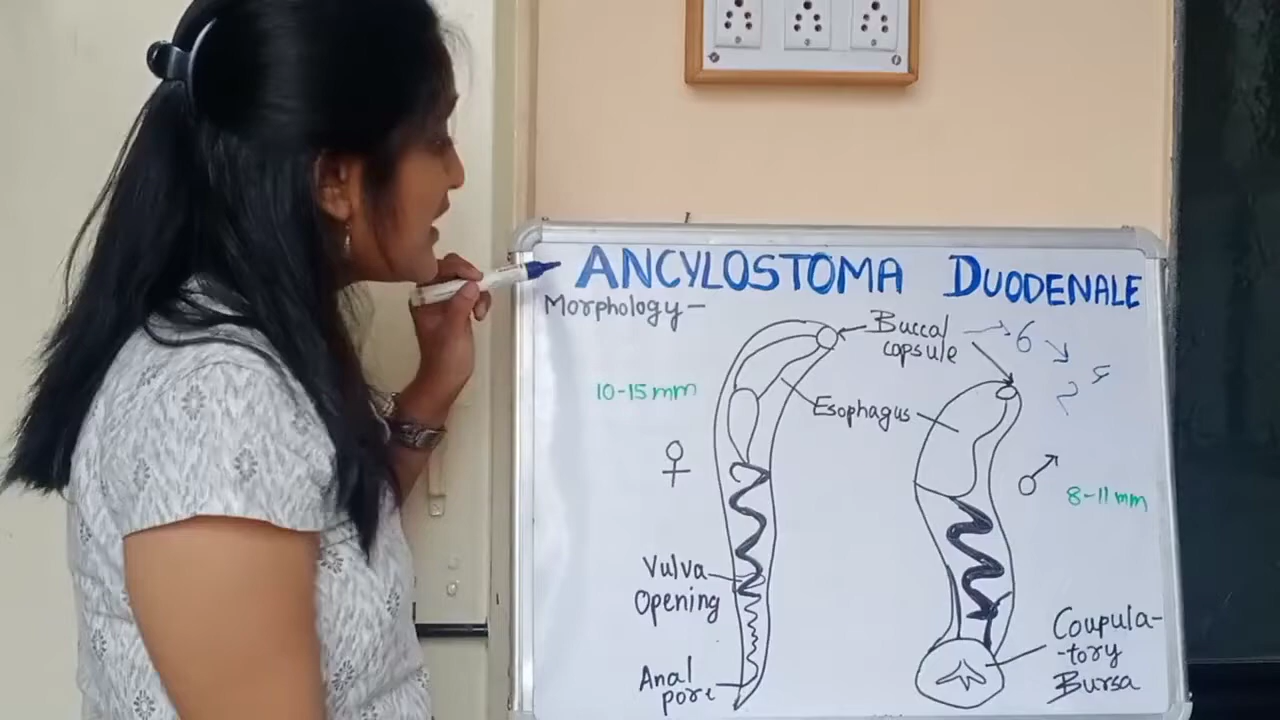 ANCYLOSTOMA DUODENALE
Morphology -
Buccal
capsule
→ 6
10-15 mm
Esophagus
♀
♂
8-11 mm
Vulva
Opening
Coupula-
-tory
Bursa
Anal
pore